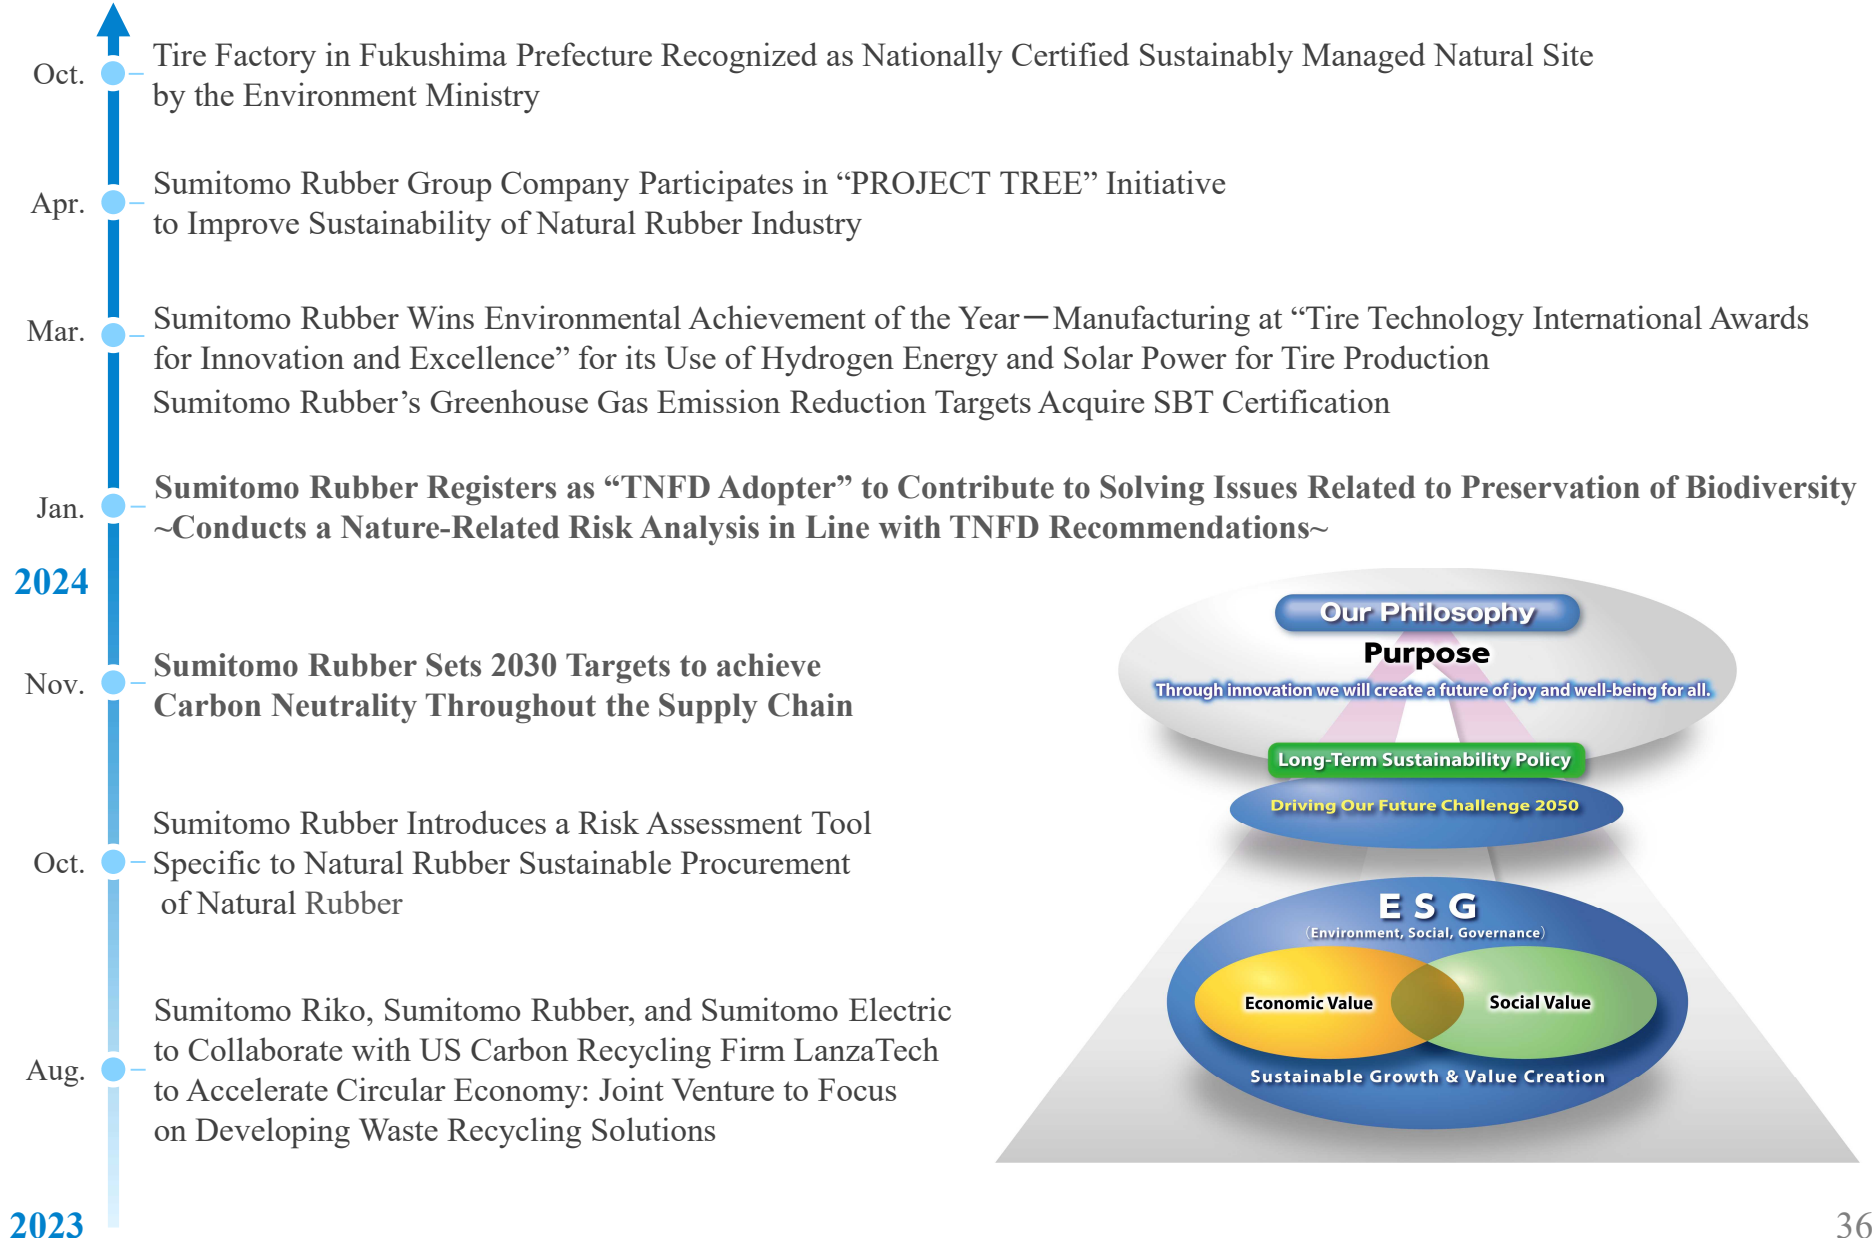 Oct.
Tire Factory in Fukushima Prefecture Recognized as Nationally Certified Sustainably Managed Natural Site
by the Environment Ministry
Apr.
Sumitomo Rubber Group Company Participates in “PROJECT TREE” Initiative
to Improve Sustainability of Natural Rubber Industry
Mar.
Sumitomo Rubber Wins Environmental Achievement of the Year－Manufacturing at “Tire Technology International Awards
for Innovation and Excellence” for its Use of Hydrogen Energy and Solar Power for Tire Production
Sumitomo Rubber’s Greenhouse Gas Emission Reduction Targets Acquire SBT Certification
Jan.
Sumitomo Rubber Registers as “TNFD Adopter” to Contribute to Solving Issues Related to Preservation of Biodiversity
~Conducts a Nature-Related Risk Analysis in Line with TNFD Recommendations~
2024
Nov.
Sumitomo Rubber Sets 2030 Targets to achieve
Carbon Neutrality Throughout the Supply Chain
Oct.
Sumitomo Rubber Introduces a Risk Assessment Tool
Specific to Natural Rubber Sustainable Procurement
of Natural Rubber
Aug.
Sumitomo Riko, Sumitomo Rubber, and Sumitomo Electric
to Collaborate with US Carbon Recycling Firm LanzaTech
to Accelerate Circular Economy: Joint Venture to Focus
on Developing Waste Recycling Solutions
2023
Our Philosophy
Purpose
Through innovation we will create a future of joy and well-being for all.
Long-Term Sustainability Policy
Driving Our Future Challenge 2050
ESG
（Environment, Social, Governance）
Economic Value
Social Value
Sustainable Growth & Value Creation
36